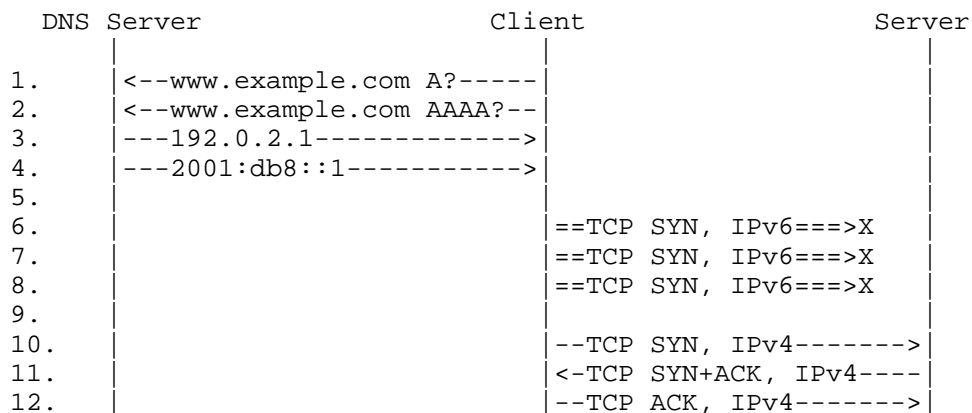 DNS Server                  Client                  Server
      |                           |                       |
1.    |<--www.example.com A?-----|                       |
2.    |<--www.example.com AAAA?--|                       |
3.    |---192.0.2.1------------->|                       |
4.    |---2001:db8::1----------->|                       |
5.    |                           |                       |
6.    |                           |==TCP SYN, IPv6===>X   |
7.    |                           |==TCP SYN, IPv6===>X   |
8.    |                           |==TCP SYN, IPv6===>X   |
9.    |                           |                       |
10.   |                           |--TCP SYN, IPv4------->|
11.   |                           |<-TCP SYN+ACK, IPv4----|
12.   |                           |--TCP ACK, IPv4------->|